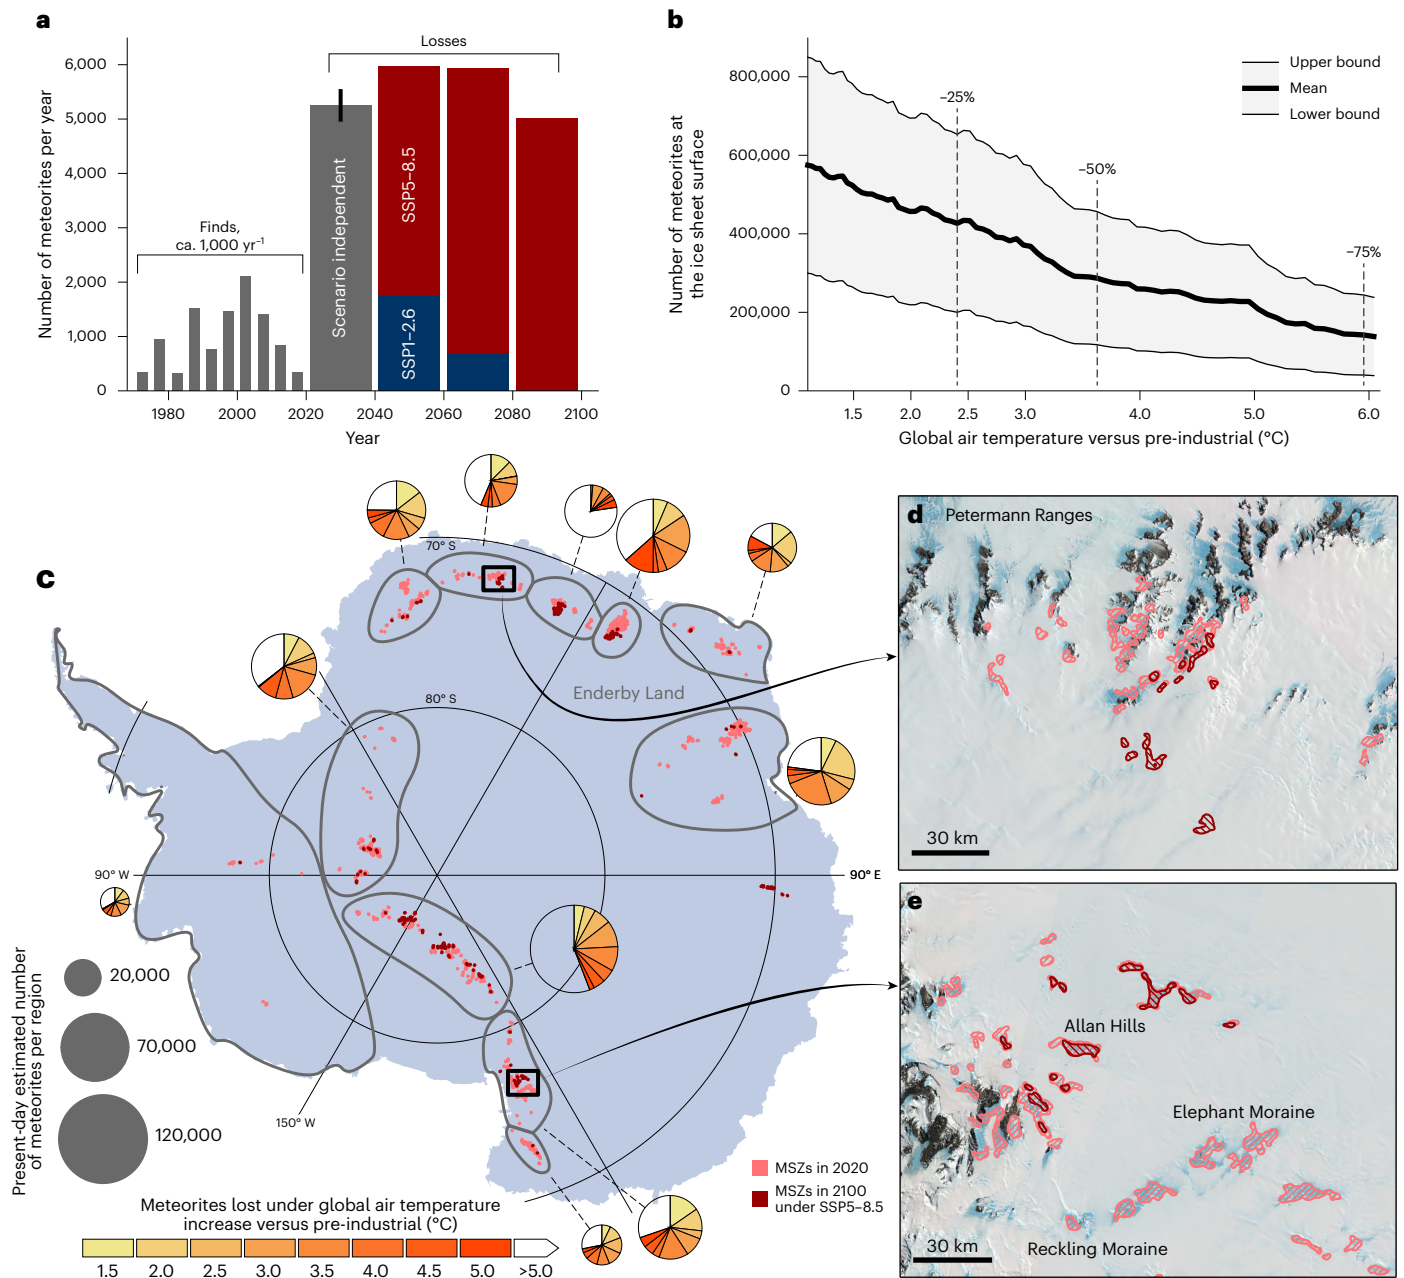 a
Losses
6,000
5,000
4,000
3,000
2,000
1,000
0
Number of meteorites per year
Finds,
ca. 1,000 yr⁻¹
Scenario independent
SSP5–8.5
SSP1–2.6
1980
2000
2020
2040
2060
2080
2100
Year
b
Upper bound
Mean
Lower bound
800,000
600,000
400,000
200,000
0
Number of meteorites at
the ice sheet surface
–25%
–50%
–75%
1.5
2.0
2.5
3.0
4.0
5.0
6.0
Global air temperature versus pre-industrial (°C)
c
70° S
80° S
Enderby Land
90° W
90° E
150° W
Present-day estimated number
of meteorites per region
20,000
70,000
120,000
MSZs in 2020
MSZs in 2100
under SSP5–8.5
Meteorites lost under global air temperature
increase versus pre-industrial (°C)
1.5
2.0
2.5
3.0
3.5
4.0
4.5
5.0
>5.0
d
Petermann Ranges
30 km
e
Allan Hills
Elephant Moraine
Reckling Moraine
30 km